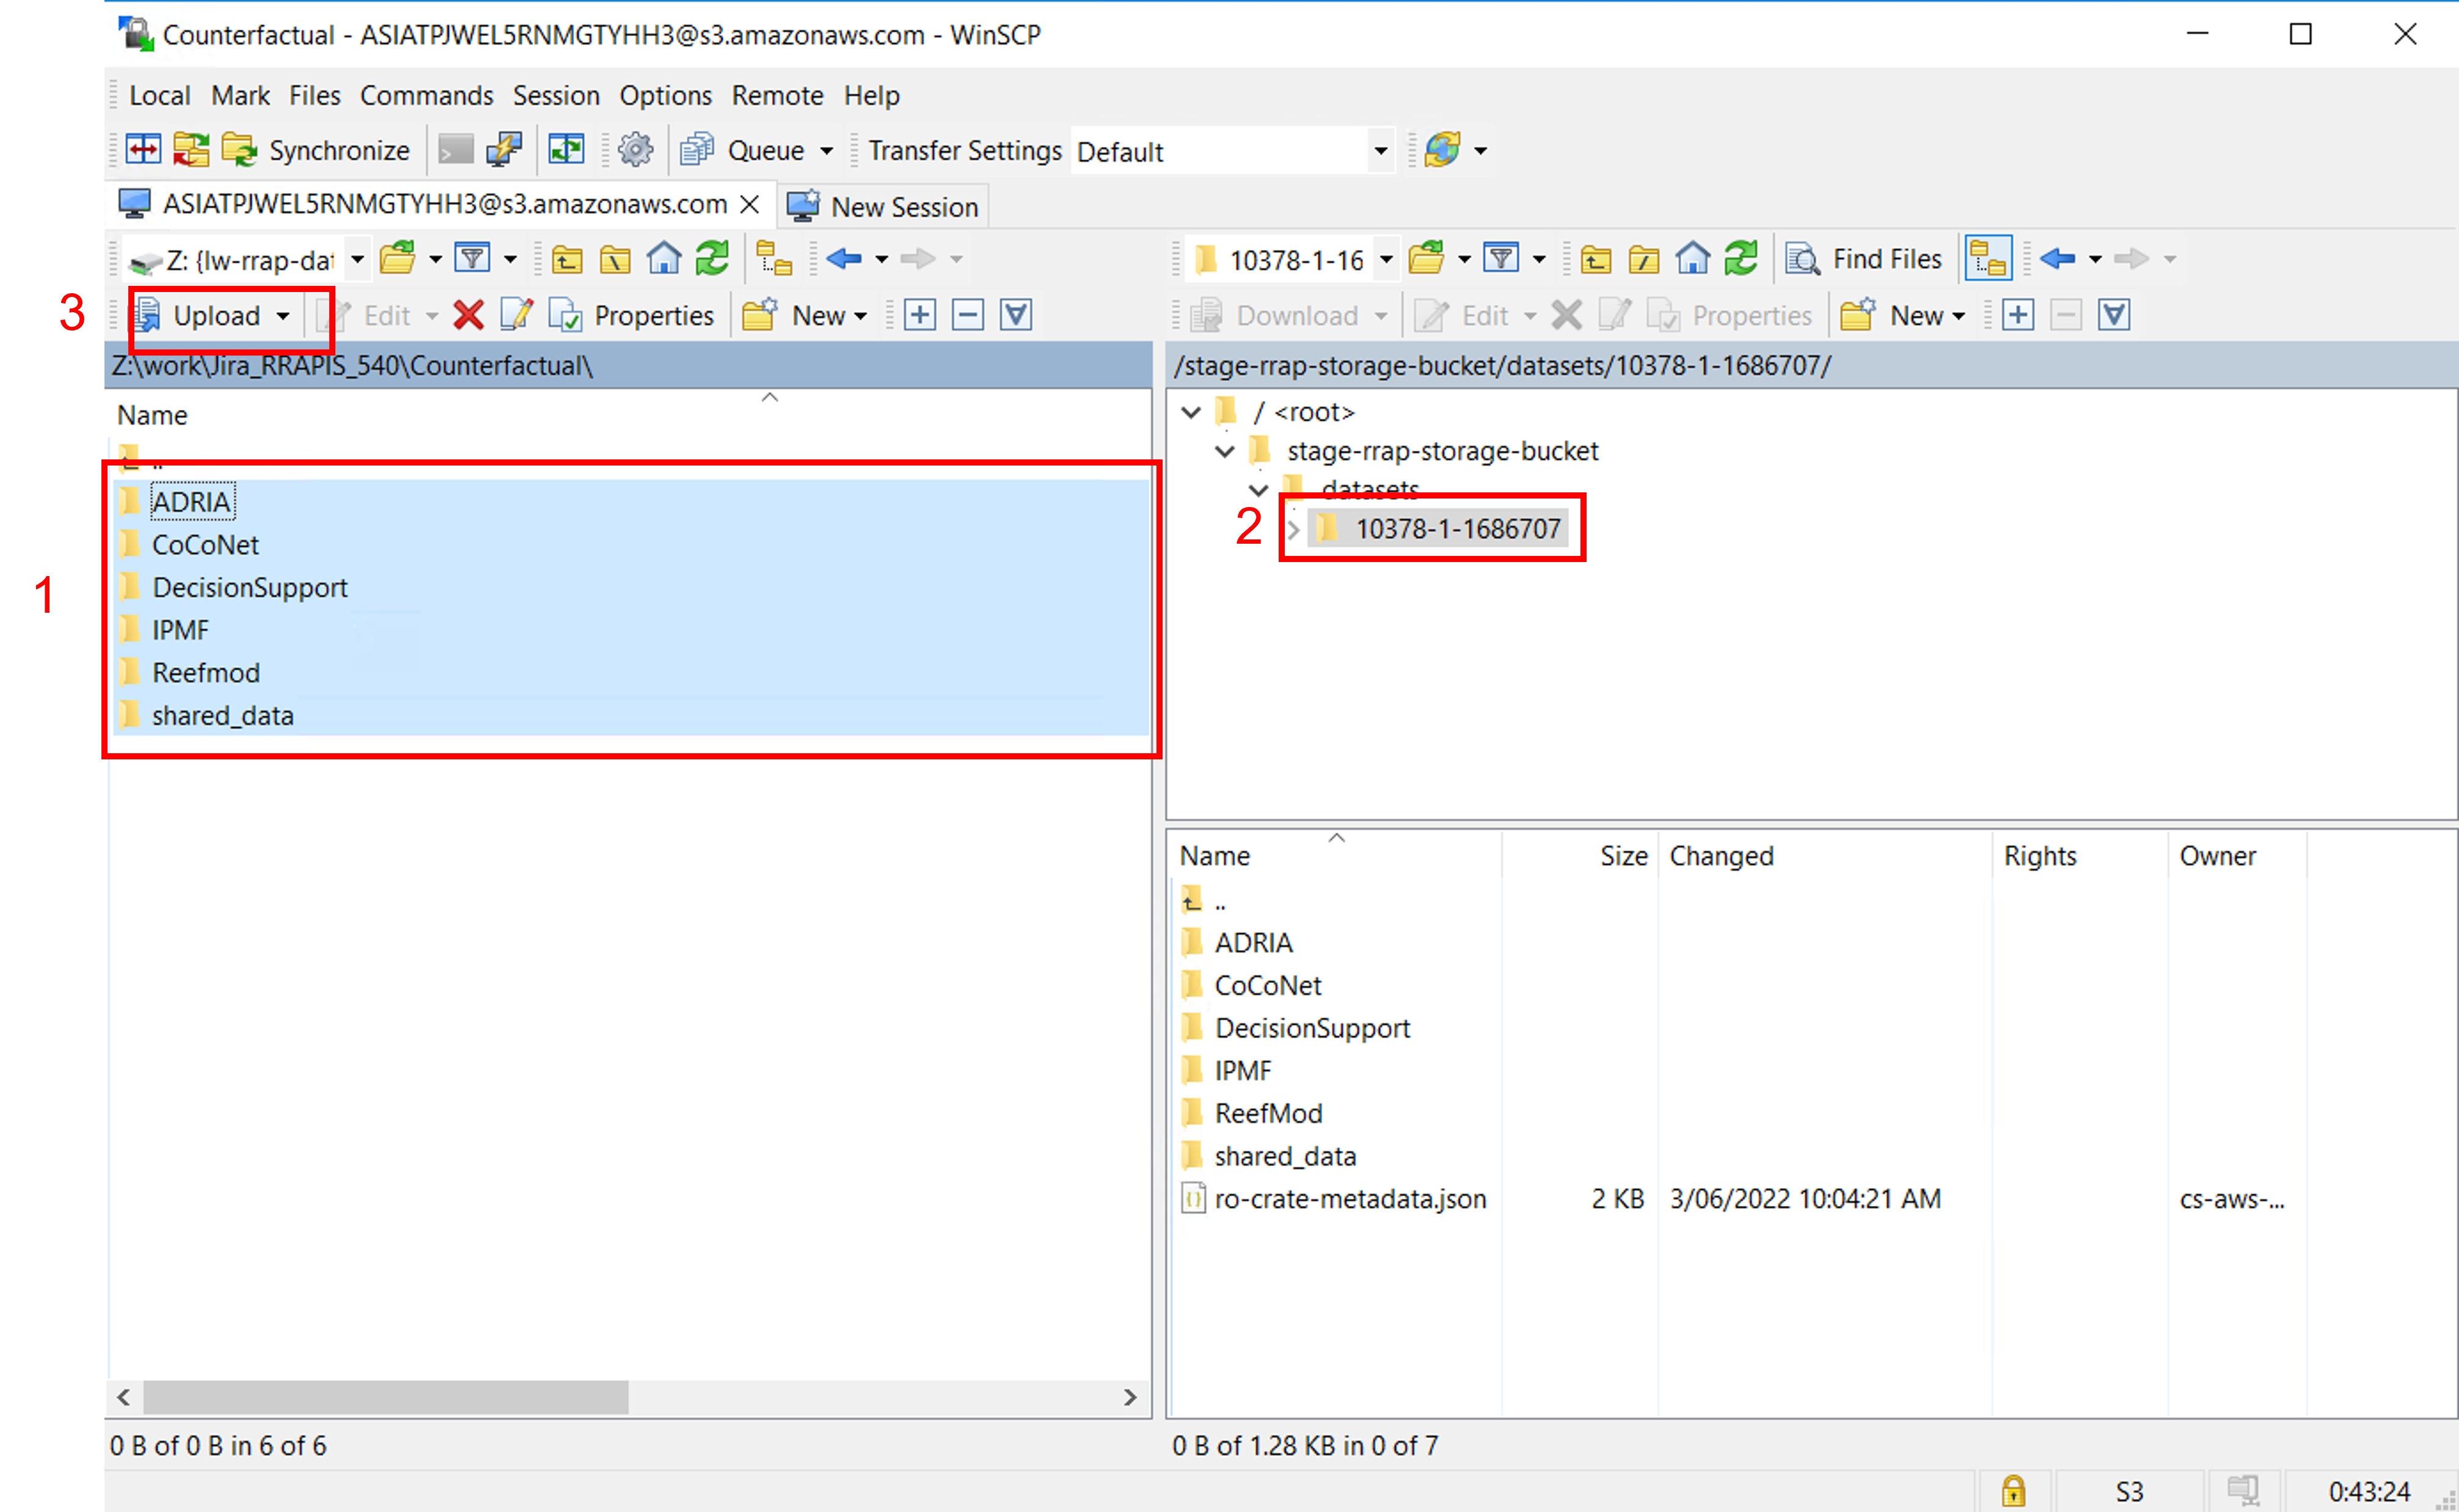 Counterfactual - ASIATPJWEL5RNMGTYHH3@s3.amazonaws.com - WinSCP
Local Mark Files Commands Session Options Remote Help
Synchronize Queue Transfer Settings Default
ASIATPJWEL5RNMGTYHH3@s3.amazonaws.com New Session
Z: {lw-rrap-dat 10378-1-16 Find Files
3 Upload Edit Properties New Download Edit Properties New
Z:\work\Jira_RRAPIS_540\Counterfactual\
Name
..
1
ADRIA
CoCoNet
DecisionSupport
IPMF
Reefmod
shared_data
0 B of 0 B in 6 of 6
/stage-rrap-storage-bucket/datasets/10378-1-1686707/
/ <root>
stage-rrap-storage-bucket
datasets
2 10378-1-1686707
Name Size Changed Rights Owner
..
ADRIA
CoCoNet
DecisionSupport
IPMF
ReefMod
shared_data
ro-crate-metadata.json 2 KB 3/06/2022 10:04:21 AM cs-aws-...
0 B of 1.28 KB in 0 of 7
S3 0:43:24